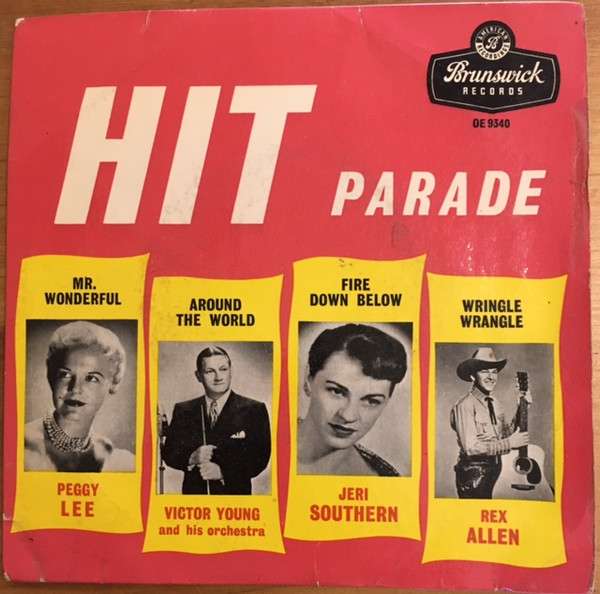 AMERICAN
B
RECORDINGS
Brunswick
RECORDS
OE 9340
HIT PARADE
MR.
WONDERFUL
PEGGY
LEE
AROUND
THE WORLD
VICTOR YOUNG
and his orchestra
FIRE
DOWN BELOW
JERI
SOUTHERN
WRINGLE
WRANGLE
REX
ALLEN